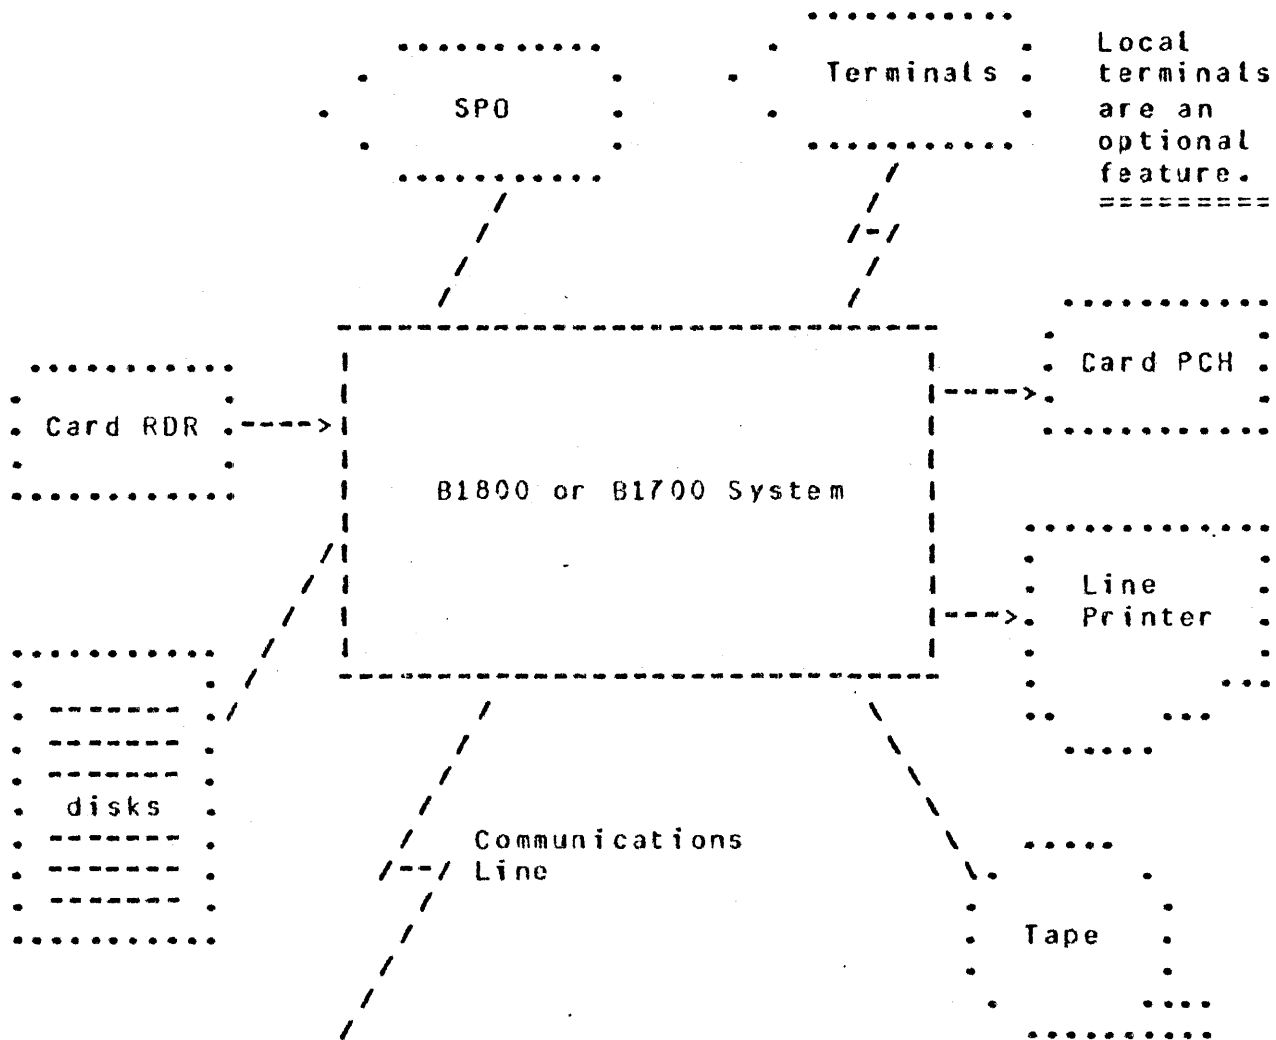 SPO
Terminals
Local
terminals
are an
optional
feature.
=========
Card RDR
B1800 or B1700 System
Card PCH
Line
Printer
disks
Communications
Line
Tape